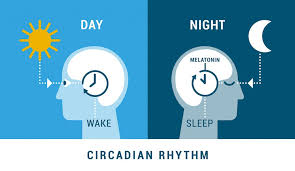 DAY
WAKE
NIGHT
MELATONIN
SLEEP
CIRCADIAN RHYTHM